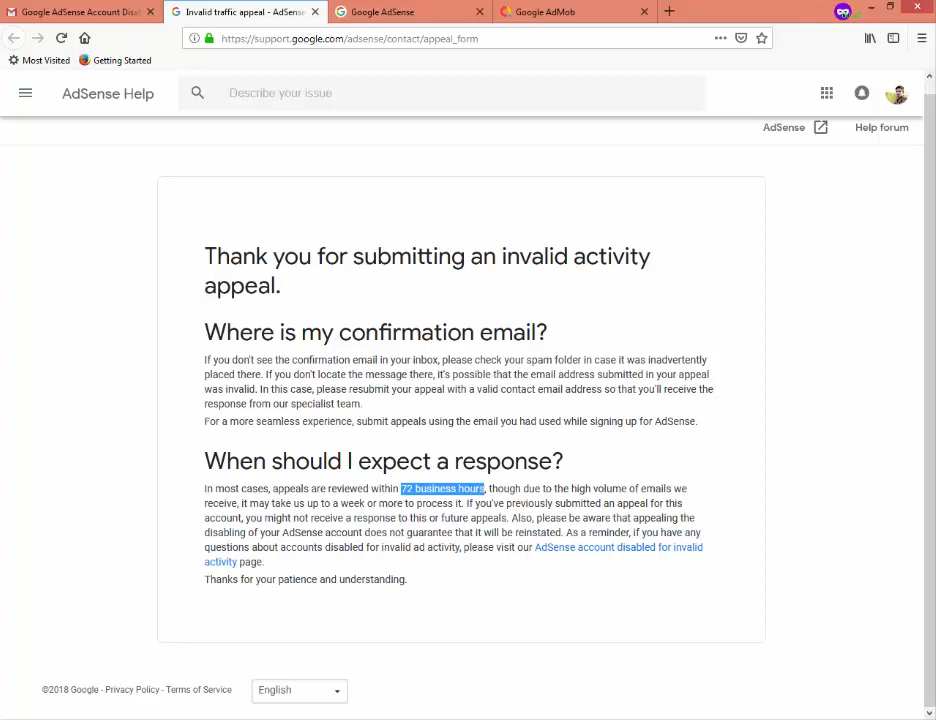 Google AdSense Account Disa
Invalid traffic appeal - AdSense
Google AdSense
Google AdMob
https://support.google.com/adsense/contact/appeal_form
Most Visited
Getting Started
AdSense Help
Describe your issue
AdSense
Help forum
Thank you for submitting an invalid activity
appeal.
Where is my confirmation email?
If you don't see the confirmation email in your inbox, please check your spam folder in case it was inadvertently
placed there. If you don't locate the message there, it's possible that the email address submitted in your appeal
was invalid. In this case, please resubmit your appeal with a valid contact email address so that you'll receive the
response from our specialist team.
For a more seamless experience, submit appeals using the email you had used while signing up for AdSense.
When should I expect a response?
In most cases, appeals are reviewed within 72 business hours, though due to the high volume of emails we
receive, it may take us up to a week or more to process it. If you've previously submitted an appeal for this
account, you might not receive a response to this or future appeals. Also, please be aware that appealing the
disabling of your AdSense account does not guarantee that it will be reinstated. As a reminder, if you have any
questions about accounts disabled for invalid ad activity, please visit our AdSense account disabled for invalid
activity page.
Thanks for your patience and understanding.
©2018 Google - Privacy Policy - Terms of Service
English